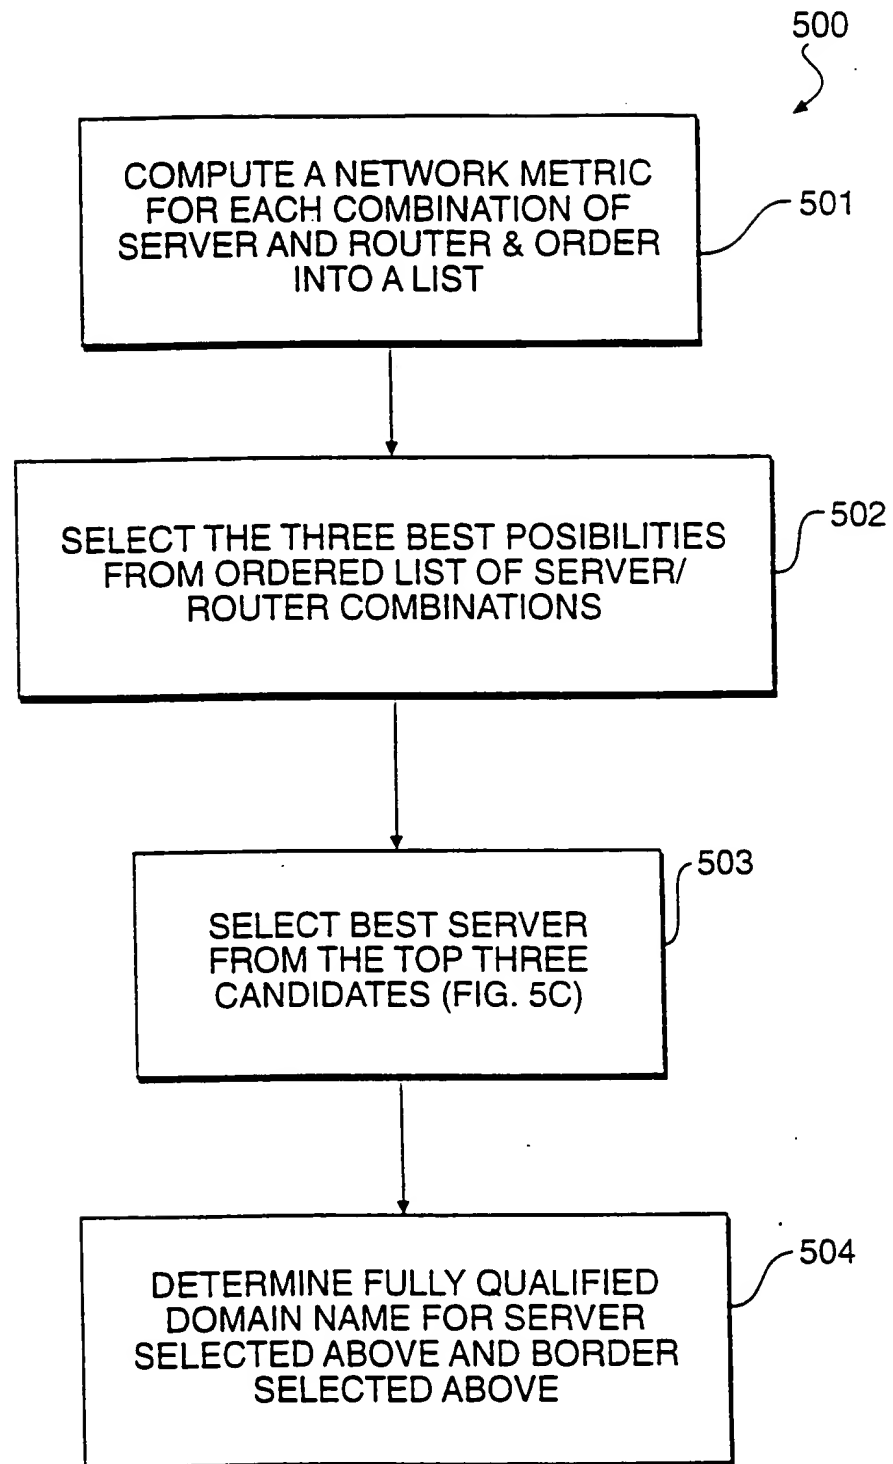 500
COMPUTE A NETWORK METRIC
FOR EACH COMBINATION OF
SERVER AND ROUTER & ORDER
INTO A LIST
501
SELECT THE THREE BEST POSIBILITIES
FROM ORDERED LIST OF SERVER/
ROUTER COMBINATIONS
502
SELECT BEST SERVER
FROM THE TOP THREE
CANDIDATES (FIG. 5C)
503
DETERMINE FULLY QUALIFIED
DOMAIN NAME FOR SERVER
SELECTED ABOVE AND BORDER
SELECTED ABOVE
504